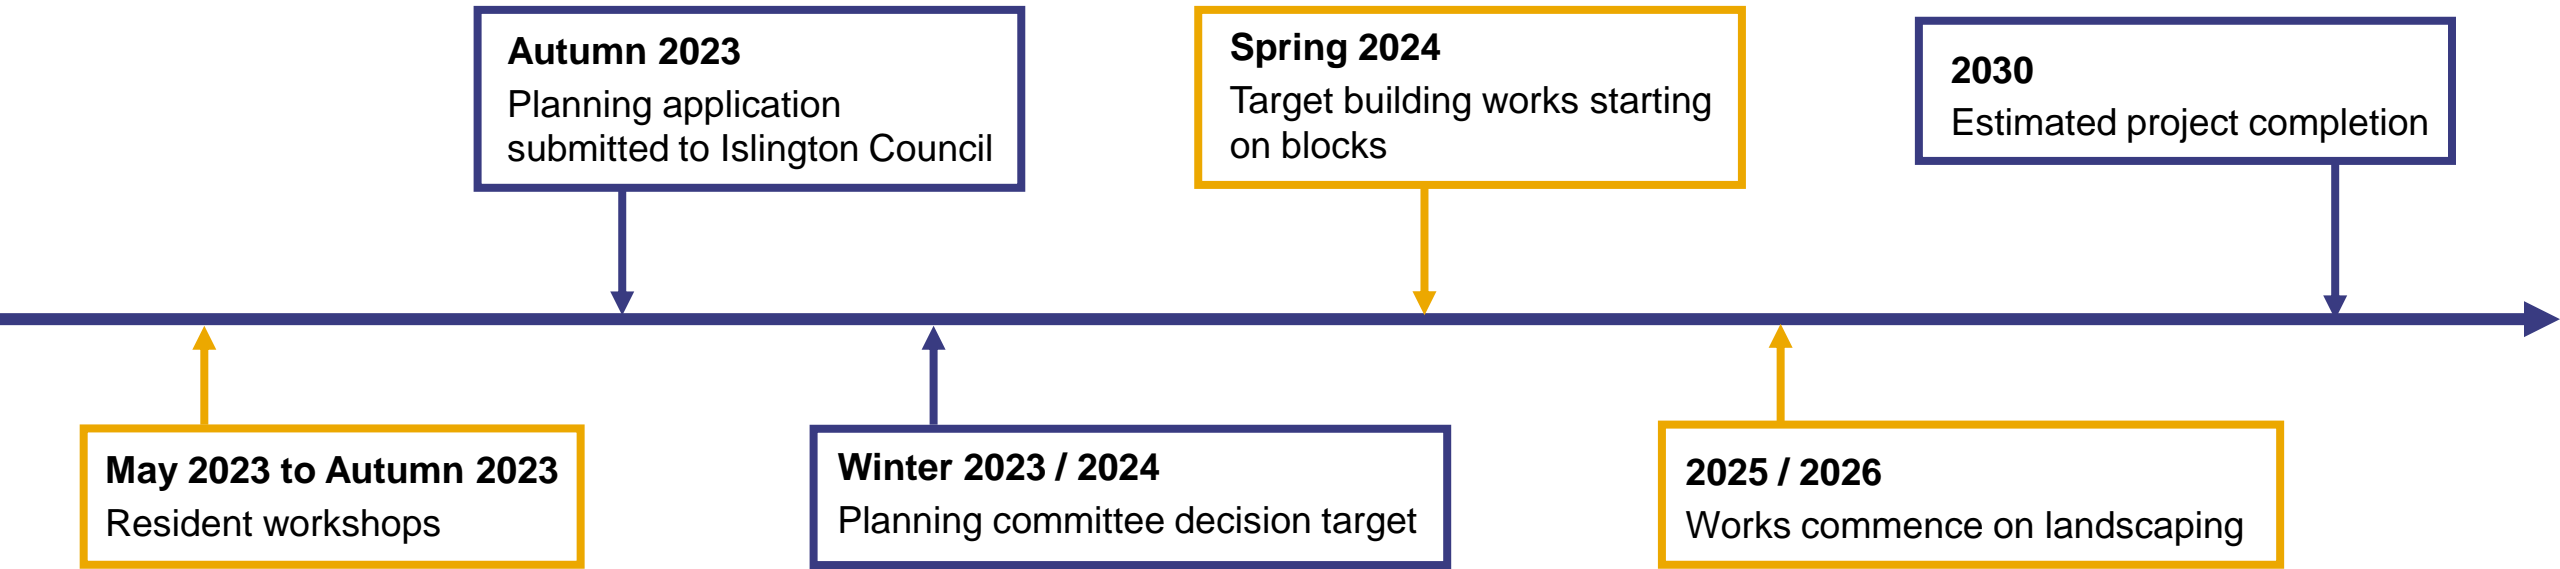 Autumn 2023
Planning application
submitted to Islington Council
Spring 2024
Target building works starting
on blocks
2030
Estimated project completion
May 2023 to Autumn 2023
Resident workshops
Winter 2023 / 2024
Planning committee decision target
2025 / 2026
Works commence on landscaping